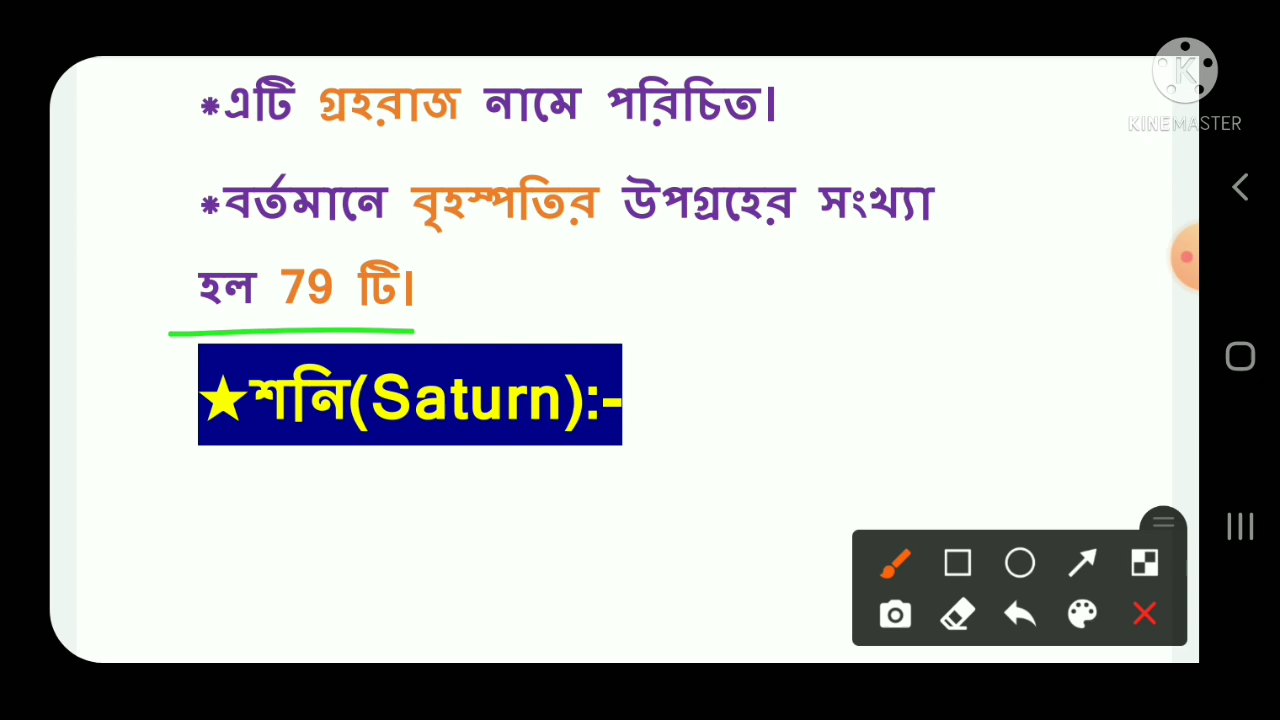 *এটি গ্রহরাজ নামে পরিচিত।
*বর্তমানে বৃহস্পতির উপগ্রহের সংখ্যা
হল 79 টি।
★শনি(Saturn):-
KINEMASTER